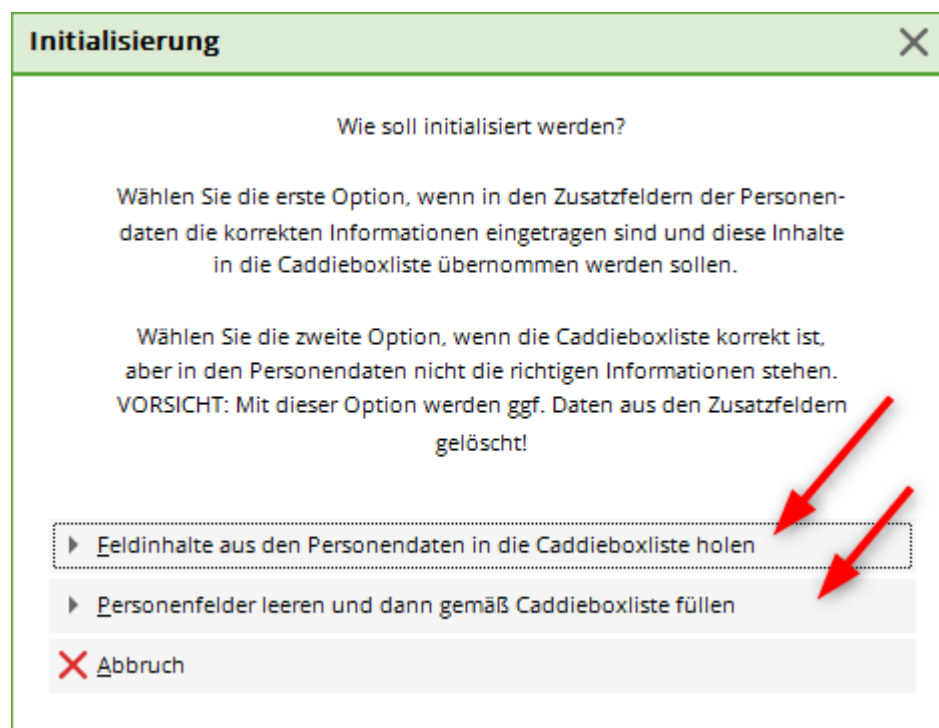 Initialisierung
Wie soll initialisiert werden?
Wählen Sie die erste Option, wenn in den Zusatzfeldern der Personen-
daten die korrekten Informationen eingetragen sind und diese Inhalte
in die Caddieboxliste übernommen werden sollen.
Wählen Sie die zweite Option, wenn die Caddieboxliste korrekt ist,
aber in den Personendaten nicht die richtigen Informationen stehen.
VORSICHT: Mit dieser Option werden ggf. Daten aus den Zusatzfeldern
gelöscht!
Feldinhalte aus den Personendaten in die Caddieboxliste holen
Personenfelder leeren und dann gemäß Caddieboxliste füllen
Abbruch